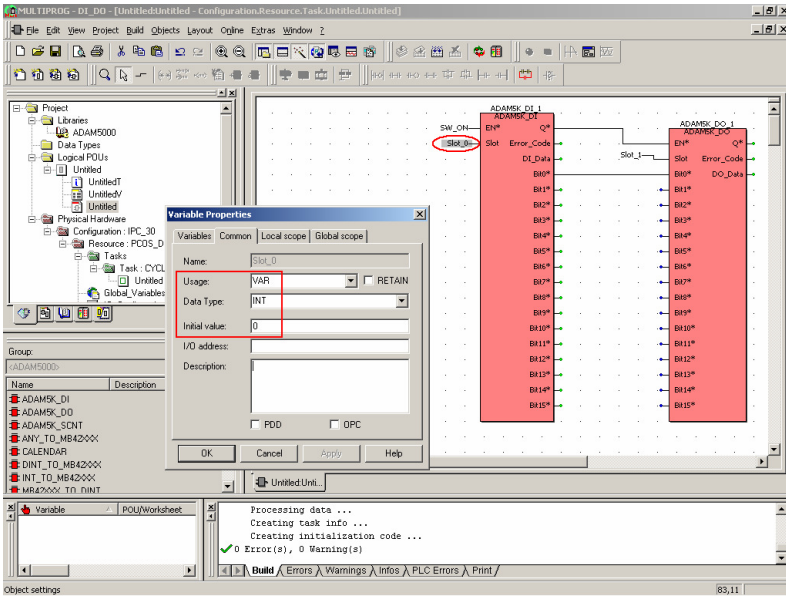 MULTIPROG - DI_DO - [Untitled:Untitled - Configuration.Resource.Task.Untitled.Untitled]
File Edit View Project Build Objects Layout Online Extras Window ?
Project
Libraries
ADAM5000
Data Types
Logical POUs
Untitled
UntitledT
UntitledV
Untitled
Physical Hardware
Configuration : IPC_30
Resource : PCOS_D
Tasks
Task : CYCL
Untitled
Global_Variables
Group:
<ADAM5000>
Name Description
ADAM5K_DI
ADAM5K_DO
ADAM5K_SCNT
ANY_TO_MB42XXX
CALENDAR
DINT_TO_MB42XXX
INT_TO_MB42XXX
MB42XXX_TO_DINT
Variable Properties
Variables Common Local scope Global scope
Name: Slot_0
Usage: VAR RETAIN
Data Type: INT
Initial value: 0
I/O address:
Description:
PDD OPC
OK Cancel Apply Help
ADAM5K_DI_1
ADAM5K_DI
SW_ON EN* Q*
Slot_0 Slot Error_Code
DI_Data
Bit0*
Bit1*
Bit2*
Bit3*
Bit4*
Bit5*
Bit6*
Bit7*
Bit8*
Bit9*
Bit10*
Bit11*
Bit12*
Bit13*
Bit14*
Bit15*
ADAM5K_DO_1
ADAM5K_DO
EN* Q*
Slot_1 Slot Error_Code
Bit0* DO_Data
Bit1*
Bit2*
Bit3*
Bit4*
Bit5*
Bit6*
Bit7*
Bit8*
Bit9*
Bit10*
Bit11*
Bit12*
Bit13*
Bit14*
Bit15*
Untitled:Unti...
Variable POU/Worksheet
Processing data ...
Creating task info ...
Creating initialization code ...
0 Error(s), 0 Warning(s)
Build Errors Warnings Infos PLC Errors Print
Object settings
83,11